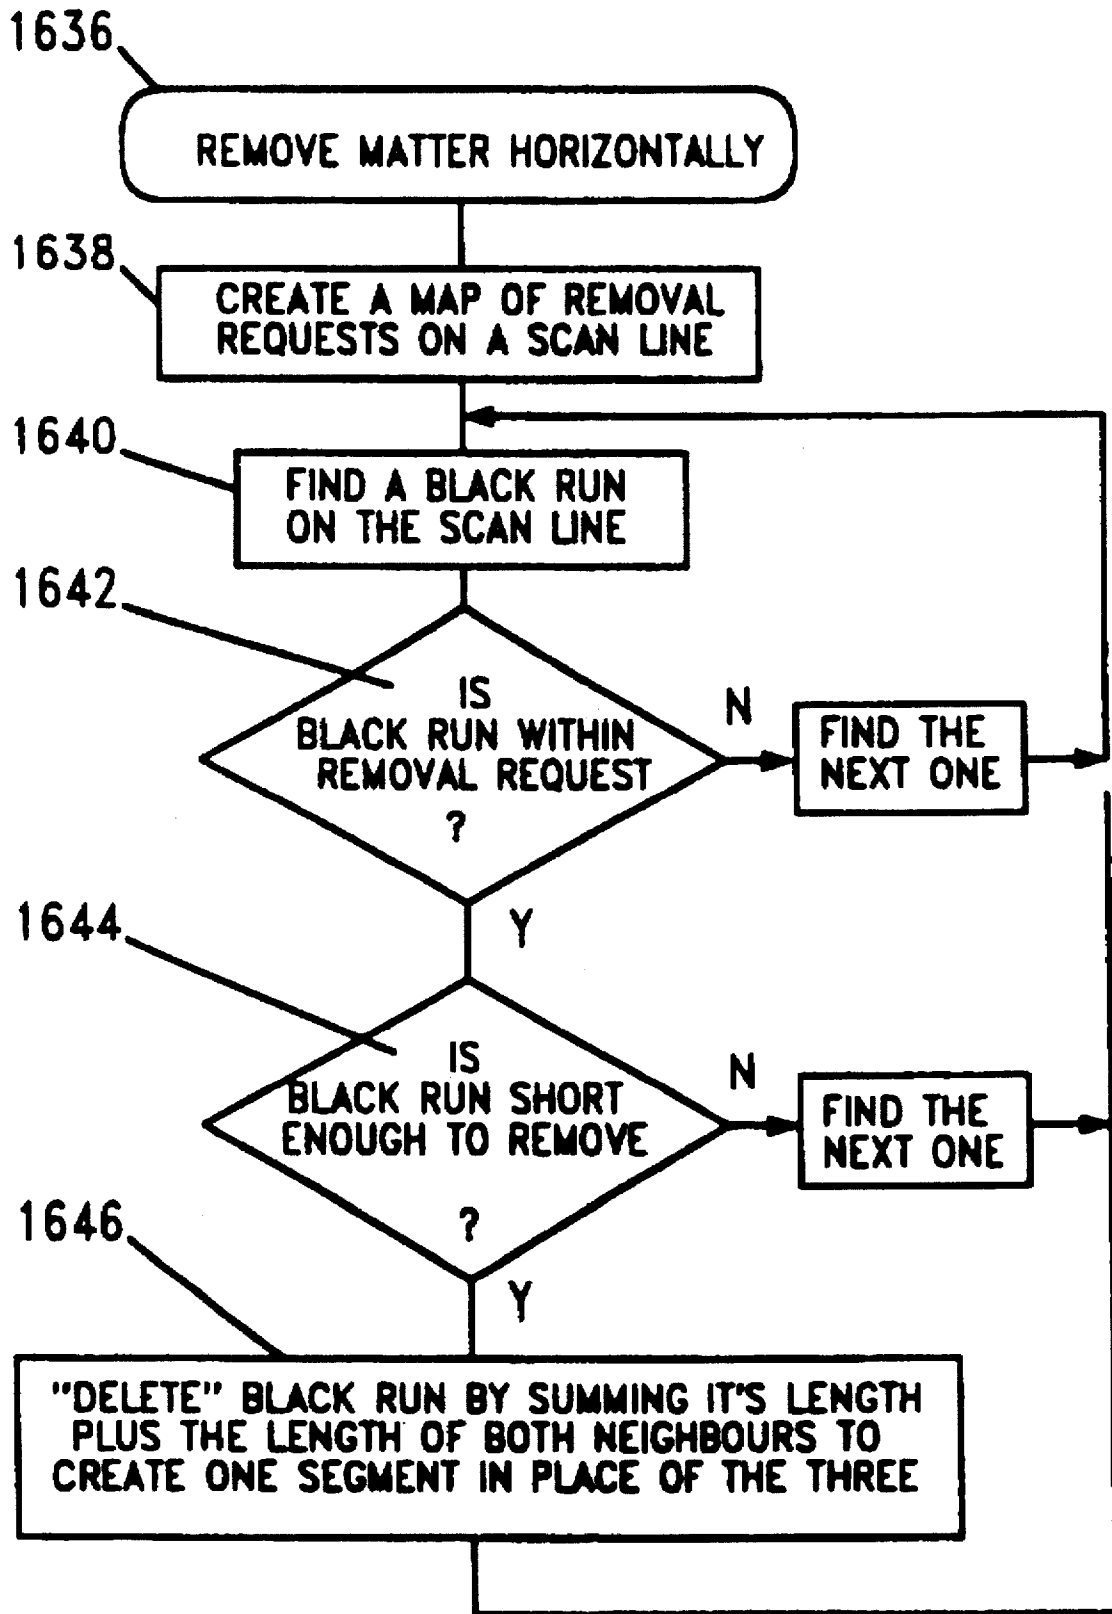 1636
REMOVE MATTER HORIZONTALLY
1638
CREATE A MAP OF REMOVAL
REQUESTS ON A SCAN LINE
1640
FIND A BLACK RUN
ON THE SCAN LINE
1642
IS
BLACK RUN WITHIN
REMOVAL REQUEST
?
N
FIND THE
NEXT ONE
Y
1644
IS
BLACK RUN SHORT
ENOUGH TO REMOVE
?
N
FIND THE
NEXT ONE
Y
1646
"DELETE" BLACK RUN BY SUMMING IT'S LENGTH
PLUS THE LENGTH OF BOTH NEIGHBOURS TO
CREATE ONE SEGMENT IN PLACE OF THE THREE